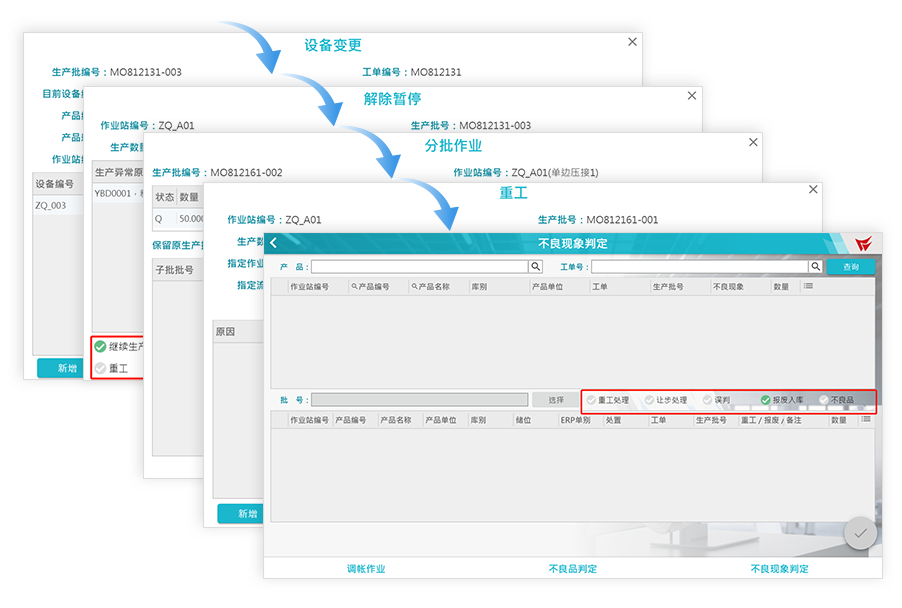 设备变更
生产批编号：MO812131-003
工单编号：MO812131
目前设备
产品
产品
作业站
设备编号
ZQ_003
新增
解除暂停
作业站编号：ZQ_A01
生产批号：MO812131-003
生产数
生产异常原
YBD0001 ·
继续生产
重工
分批作业
生产批编号：MO812161-002
作业站编号：ZQ_A01(单边压接1)
状态 数量
Q 50.000
保留原生产
子批批号
重工
作业站编号：ZQ_A01
生产批号：MO812161-001
生产数
指定作业
指定流
原因
新增
不良现象判定
产 品：
工单号：
查询
作业站编号 产品编号 产品名称 库别 产品单位 工单 生产批号 不良现象 数量
批 号：
选择
重工处理 让步处理 误判 报废入库 不良品
作业站编号 产品编号 产品名称 产品单位 库别 储位 ERP单别 处置 工单 生产批号 重工/报废/备注 数量
调帐作业 不良品判定 不良现象判定